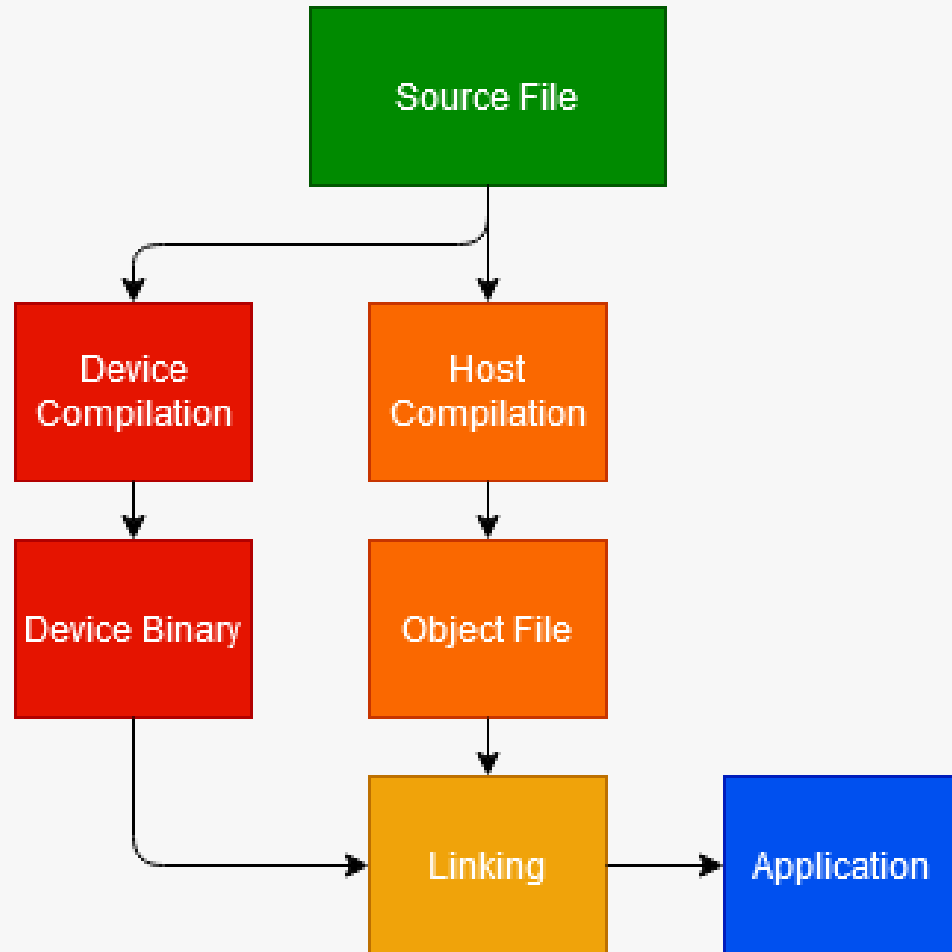 Source File
Device
Compilation
Host
Compilation
Device Binary
Object File
Linking
Application